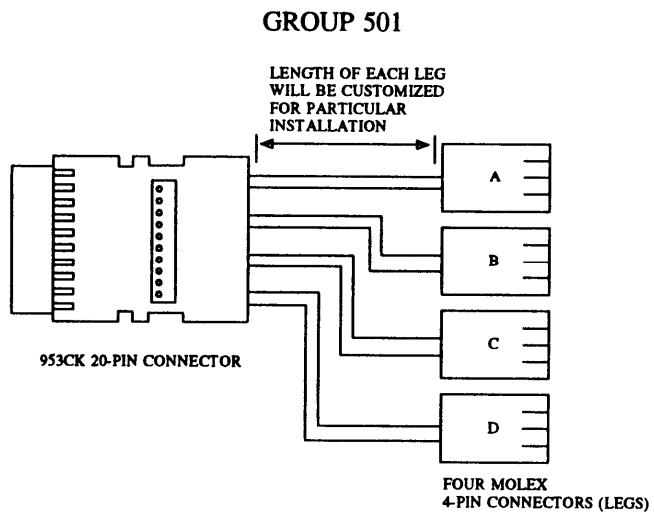 GROUP 501
LENGTH OF EACH LEG
WILL BE CUSTOMIZED
FOR PARTICULAR
INSTALLATION
A
B
C
D
953CK 20-PIN CONNECTOR
FOUR MOLEX
4-PIN CONNECTORS (LEGS)